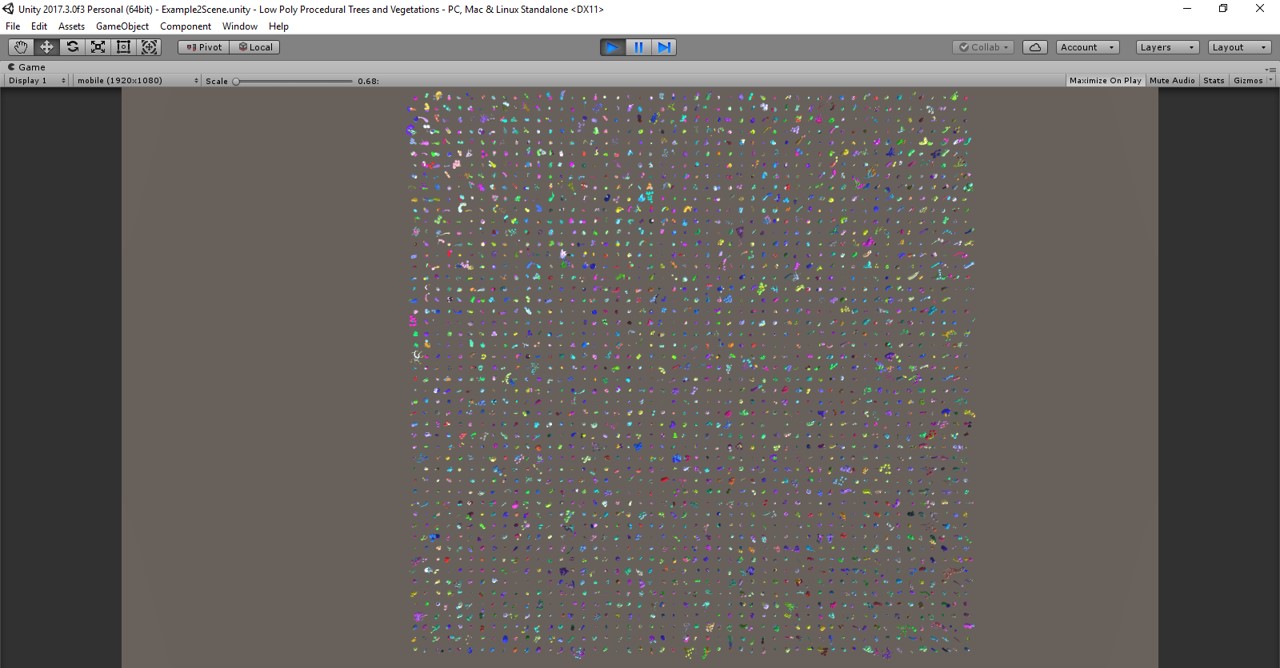 Unity 2017.3.0f3 Personal (64bit) - Example2Scene.unity - Low Poly Procedural Trees and Vegetations - PC, Mac & Linux Standalone <DX11>
File Edit Assets GameObject Component Window Help
Pivot Local Collab Account Layers Layout
Game
Display 1 mobile (1920x1080) Scale 0.68: Maximize On Play Mute Audio Stats Gizmos